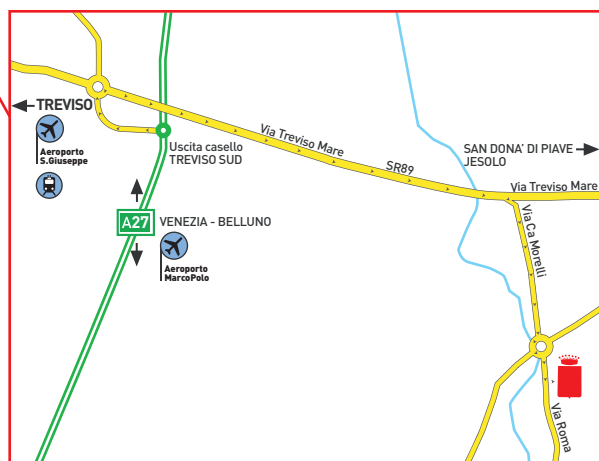 TREVISO
Aeroporto
S.Giuseppe
Uscita casello
TREVISO SUD
Via Treviso Mare
SR89
SAN DONA' DI PIAVE
JESOLO
Via Treviso Mare
Via Ca Morelli
A27
VENEZIA - BELLUNO
Aeroporto
MarcoPolo
Via Roma